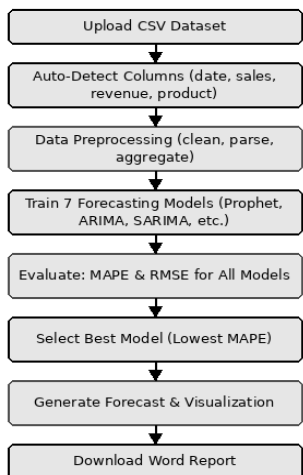 Upload CSV Dataset
Auto-Detect Columns (date, sales,
revenue, product)
Data Preprocessing (clean, parse,
aggregate)
Train 7 Forecasting Models (Prophet,
ARIMA, SARIMA, etc.)
Evaluate: MAPE & RMSE for All Models
Select Best Model (Lowest MAPE)
Generate Forecast & Visualization
Download Word Report